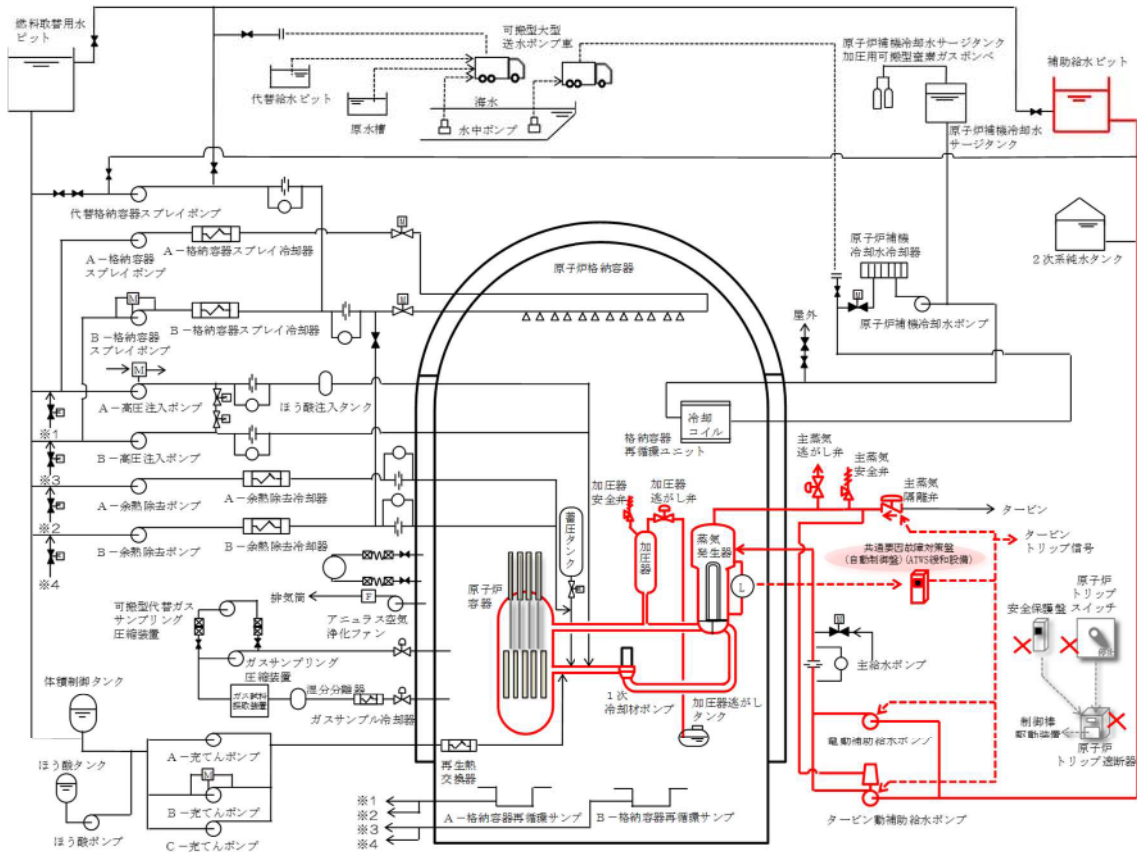 燃料取替用水
ピット
可搬型大型
送水ポンプ車
代替給水ピット
原水槽
海水
水中ポンプ
原子炉補機冷却水サージタンク
加圧用可搬型窒素ガスボンベ
原子炉補機冷却水
サージタンク
補助給水ピット
2次系純水タンク
代替格納容器スプレイポンプ
M
A-格納容器スプレイ冷却器
A-格納容器
スプレイポンプ
M
M
B-格納容器スプレイ冷却器
B-格納容器
スプレイポンプ
原子炉格納容器
原子炉補機
冷却水冷却器
M
原子炉補機冷却水ポンプ
屋外
M
A-高圧注入ポンプ
ほう酸注入タンク
※1
B-高圧注入ポンプ
※3
A-余熱除去冷却器
A-余熱除去ポンプ
※2
B-余熱除去冷却器
B-余熱除去ポンプ
※4
冷却
コイル
格納容器
再循環ユニット
加圧器
安全弁
加圧器
逃がし弁
主蒸気
逃がし弁
主蒸気
安全弁
主蒸気
隔離弁
タービン
タービン
トリップ信号
共通要因故障対策盤
(自動制御盤)(ATWS緩和設備)
蓄圧タンク
加圧器
蒸気
発生器
L
原子炉
容器
排気筒
F
アニュラス空気
浄化ファン
可搬型代替ガス
サンプリング
圧縮装置
ガスサンプリング
圧縮装置
ガス試料
採取装置
湿分分離器
ガスサンプル冷却器
原子炉
トリップ
スイッチ
安全保護盤
停止
制御棒
駆動装置
原子炉
トリップ遮断器
主給水ポンプ
1次
冷却材ポンプ
加圧器逃がし
タンク
電動補助給水ポンプ
タービン動補助給水ポンプ
体積制御タンク
ほう酸タンク
ほう酸ポンプ
A-充てんポンプ
M
B-充てんポンプ
C-充てんポンプ
再生熱
交換器
※1
※2
※3
※4
A-格納容器再循環サンプ
B-格納容器再循環サンプ